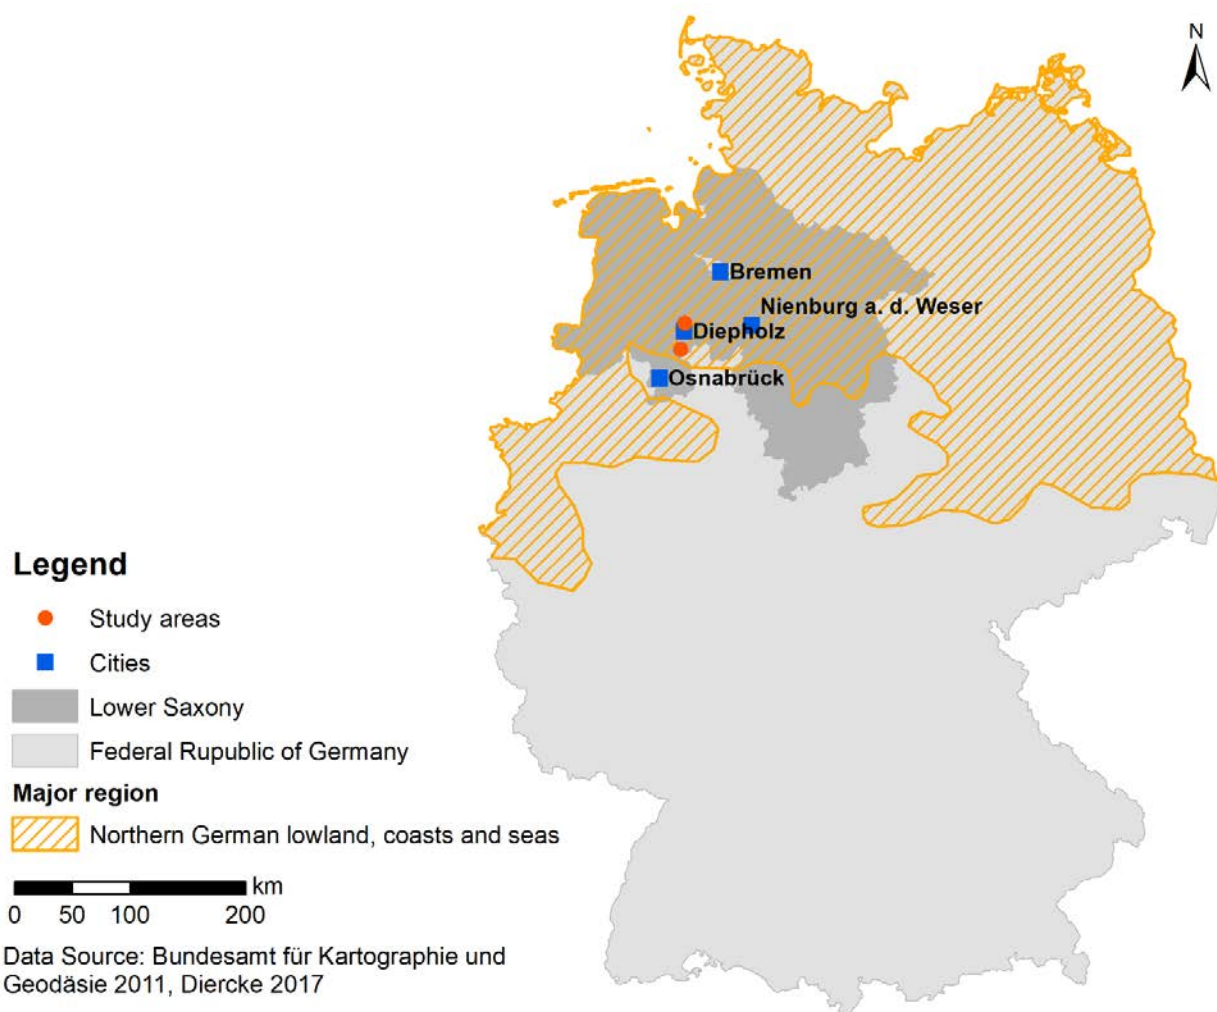 N
Bremen
Nienburg a. d. Weser
Diepholz
Osnabrück
Legend
Study areas
Cities
Lower Saxony
Federal Rupublic of Germany
Major region
Northern German lowland, coasts and seas
km
0 50 100 200
Data Source: Bundesamt für Kartographie und
Geodäsie 2011, Diercke 2017